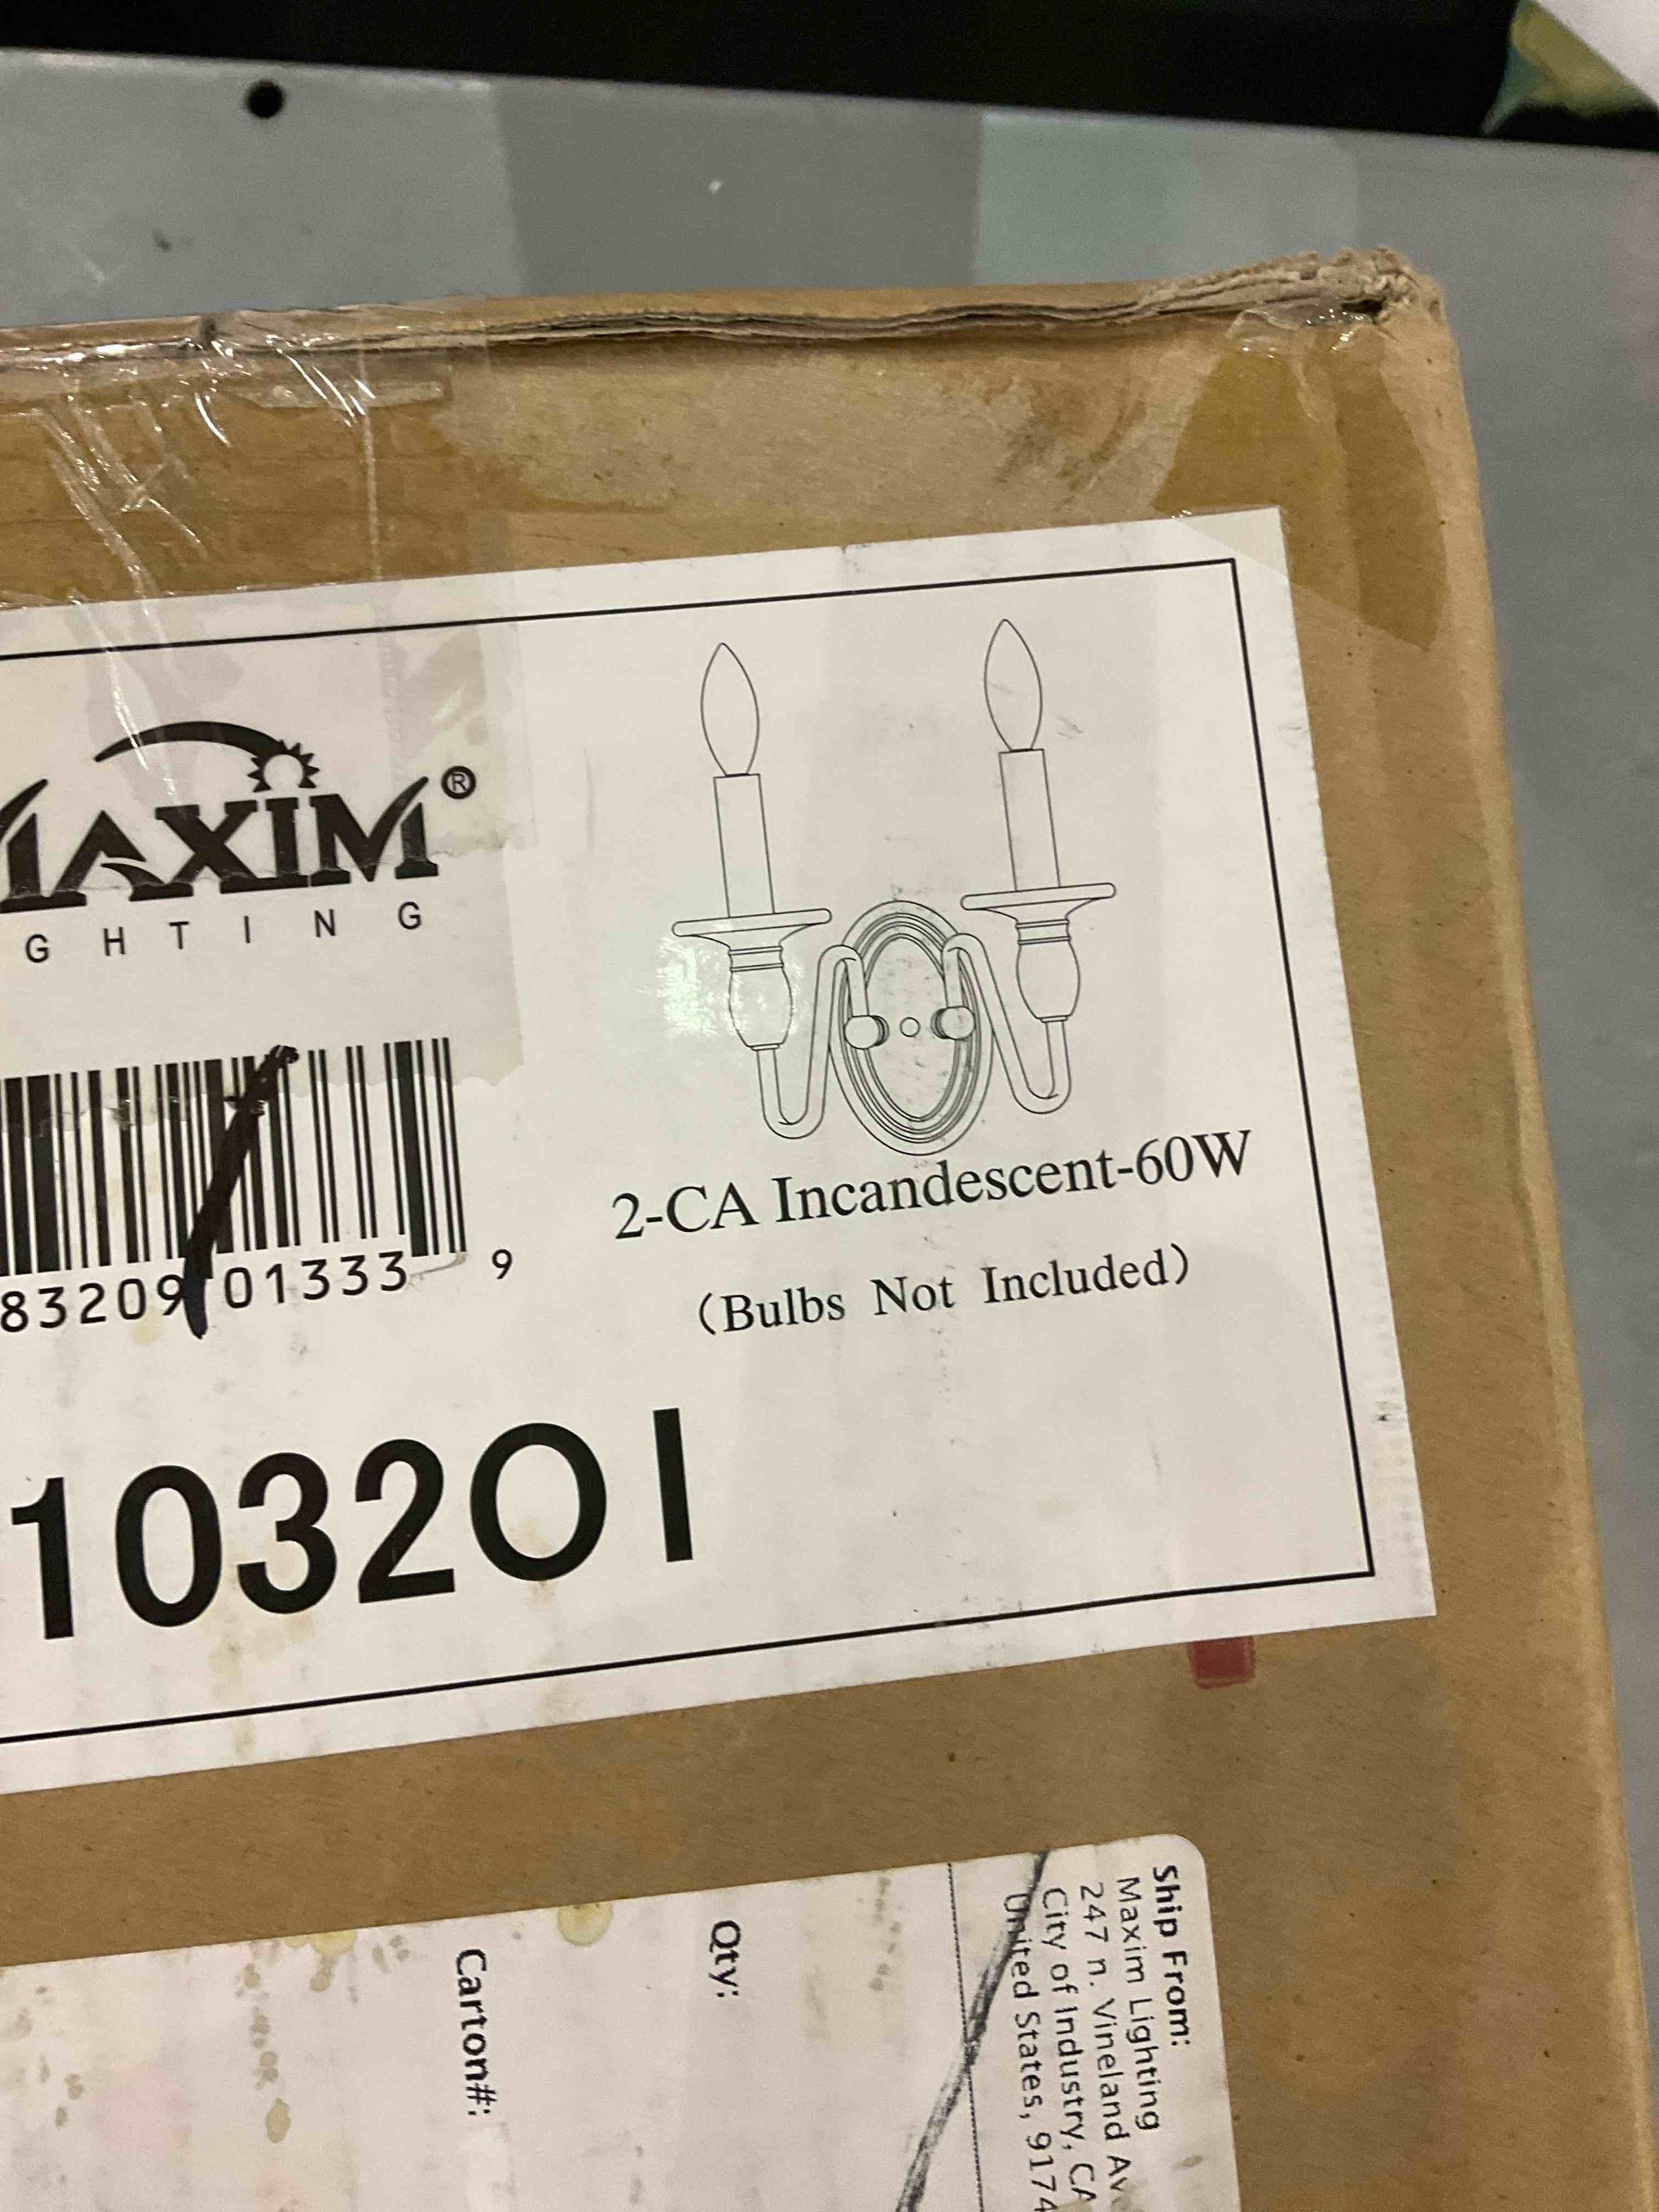 MAXIM®
GHTING
83209 01333 9
2-CA Incandescent-60W
(Bulbs Not Included)
10320I
Ship From:
Maxim Lighting
247 n. Vineland Av
City of Industry, CA
United States, 9174
Qty:
Carton#: